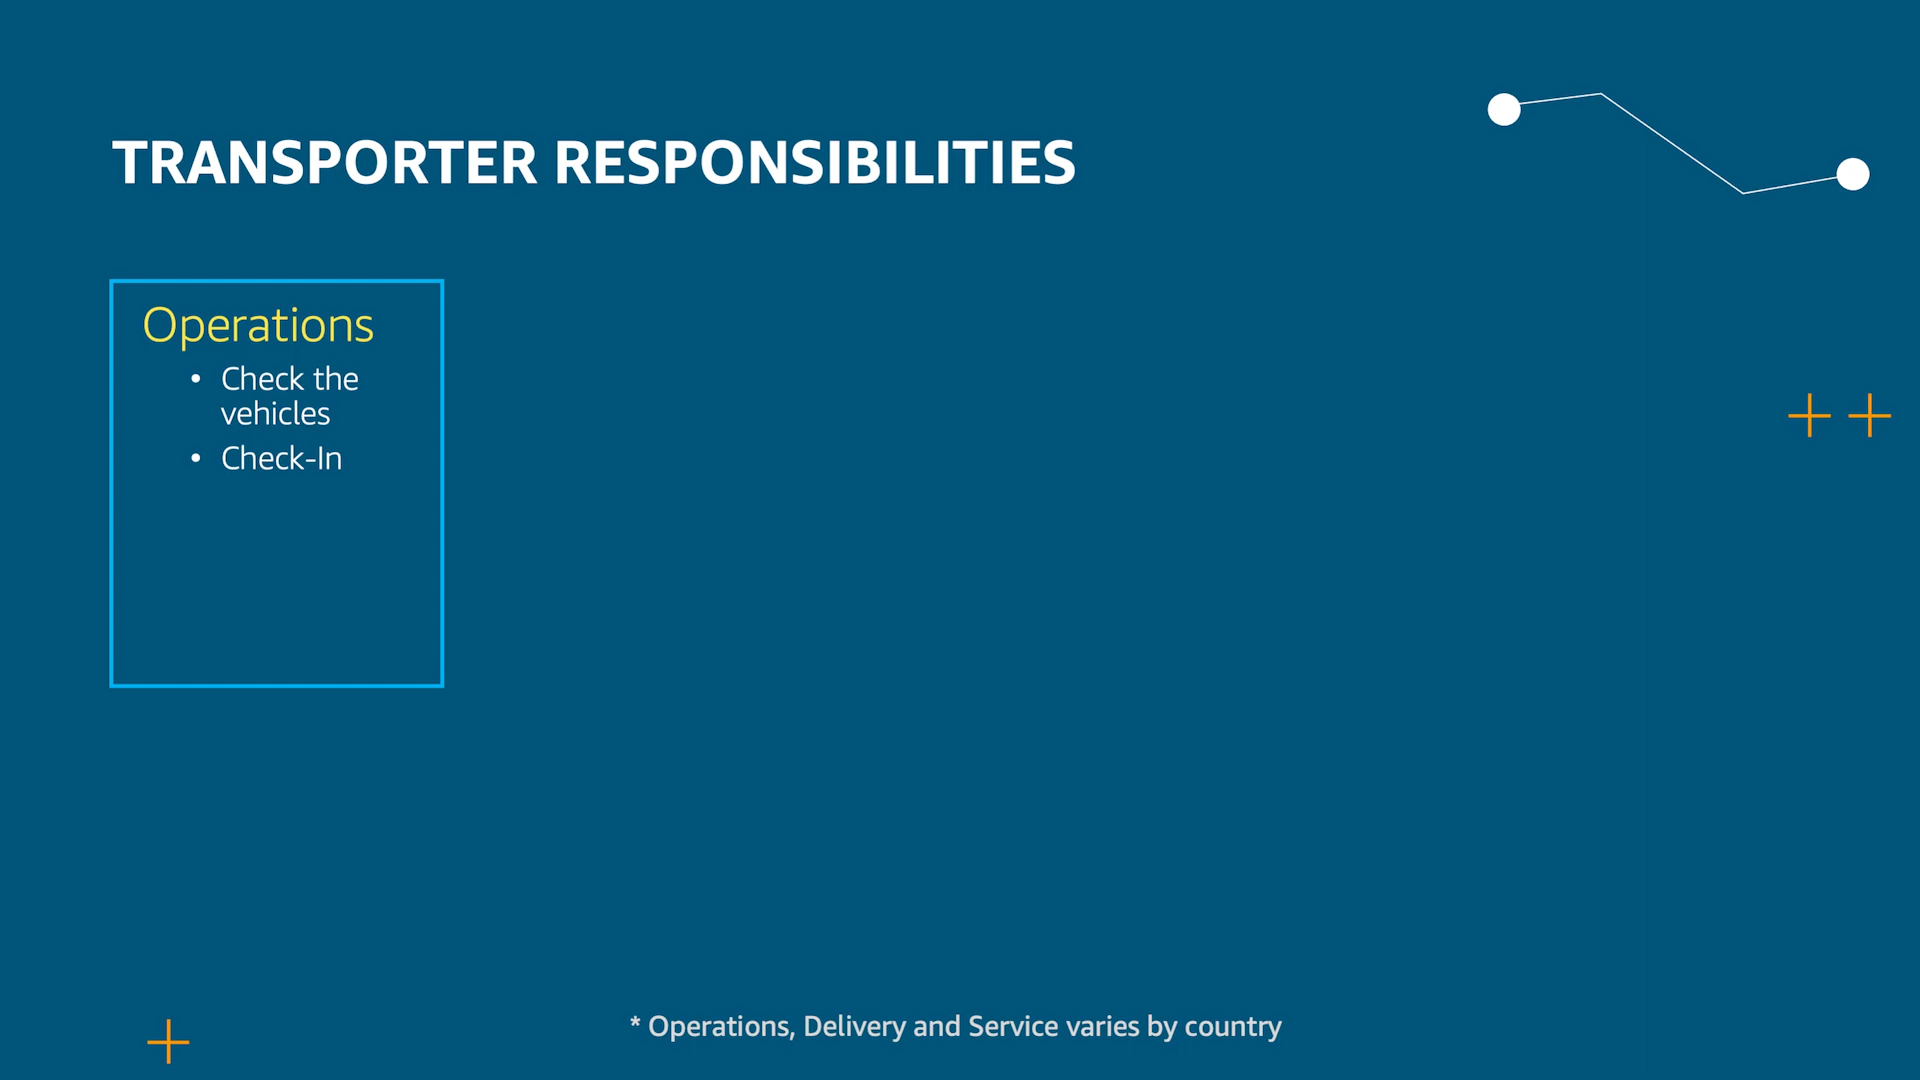 TRANSPORTER RESPONSIBILITIES
Operations
• Check the
vehicles
• Check-In
* Operations, Delivery and Service varies by country